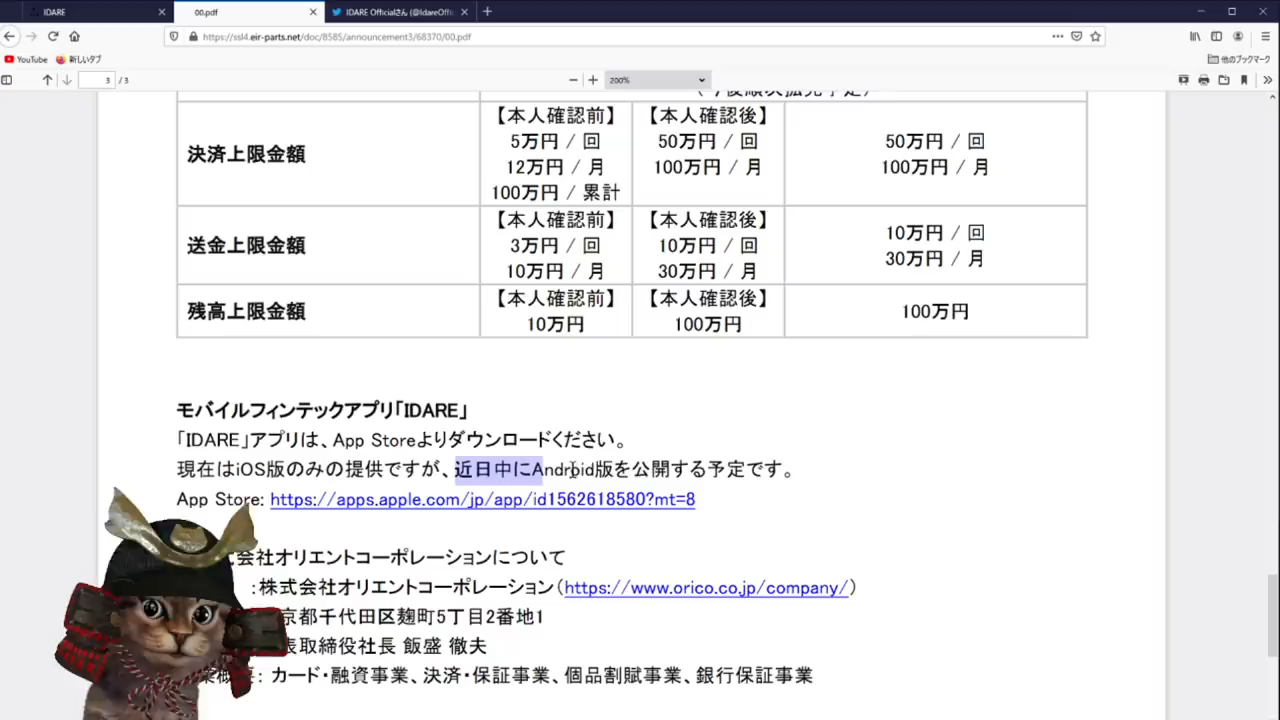 IDARE
00.pdf
IDARE Officialさん (@IdareOffic
https://ssl4.eir-parts.net/doc/8585/announcement3/68370/00.pdf
YouTube 新しいタブ 他のブックマーク
3 / 3 200%
(今後順次拡充予定)
決済上限金額
【本人確認前】
5万円 / 回
12万円 / 月
100万円 / 累計
【本人確認後】
50万円 / 回
100万円 / 月
50万円 / 回
100万円 / 月
送金上限金額
【本人確認前】
3万円 / 回
10万円 / 月
【本人確認後】
10万円 / 回
30万円 / 月
10万円 / 回
30万円 / 月
残高上限金額
【本人確認前】
10万円
【本人確認後】
100万円
100万円
モバイルフィンテックアプリ「IDARE」
「IDARE」アプリは、App Storeよりダウンロードください。
現在はiOS版のみの提供ですが、近日中にAndroid版を公開する予定です。
App Store: https://apps.apple.com/jp/app/id1562618580?mt=8
会社オリエントコーポレーションについて
:株式会社オリエントコーポレーション(https://www.orico.co.jp/company/)
京都千代田区麹町5丁目2番地1
表取締役社長 飯盛 徹夫
: カード・融資事業、決済・保証事業、個品割賦事業、銀行保証事業